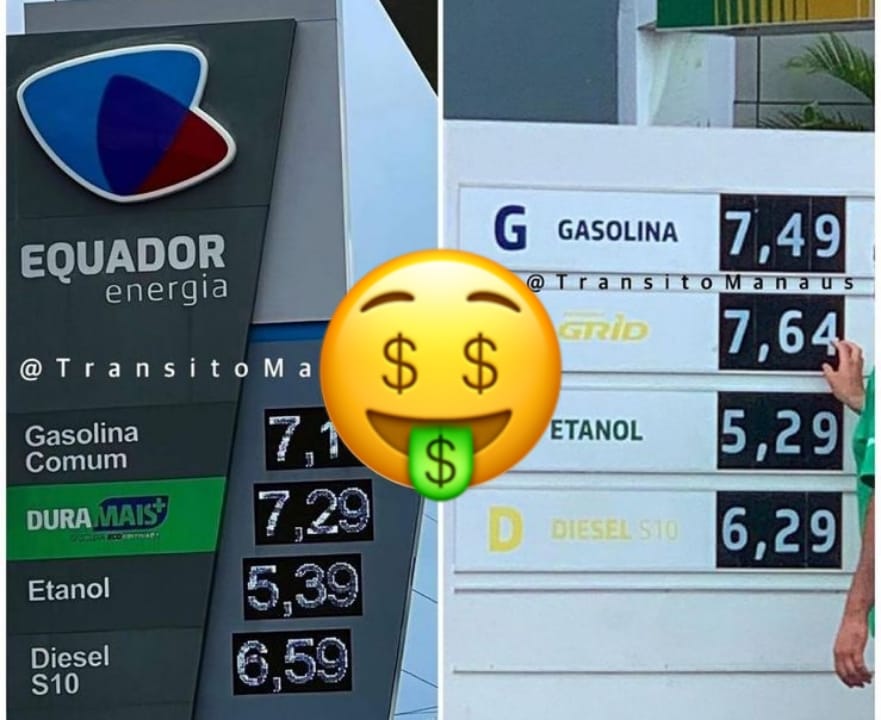 EQUADOR
energia
@TransitoMa
Gasolina
Comum
7,1
DURAMAIS+
7,29
Etanol
5,39
Diesel
S10
6,59
G GASOLINA 7,49
@TransitoManaus
GRID 7,64
ETANOL 5,29
D DIESEL S10 6,29
$ $
$